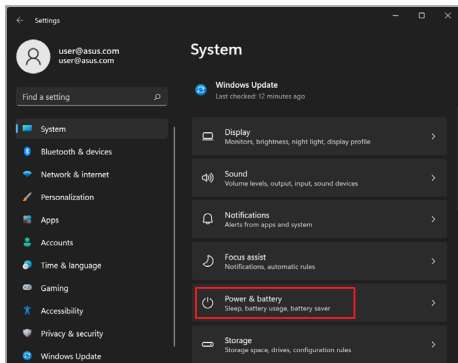 Settings
user@asus.com
user@asus.com
Find a setting
System
Bluetooth & devices
Network & internet
Personalization
Apps
Accounts
Time & language
Gaming
Accessibility
Privacy & security
Windows Update
System
Windows Update
Last checked: 12 minutes ago
Display
Monitors, brightness, night light, display profile
Sound
Volume levels, output, input, sound devices
Notifications
Alerts from apps and system
Focus assist
Notifications, automatic rules
Power & battery
Sleep, battery usage, battery saver
Storage
Storage space, drives, configuration rules